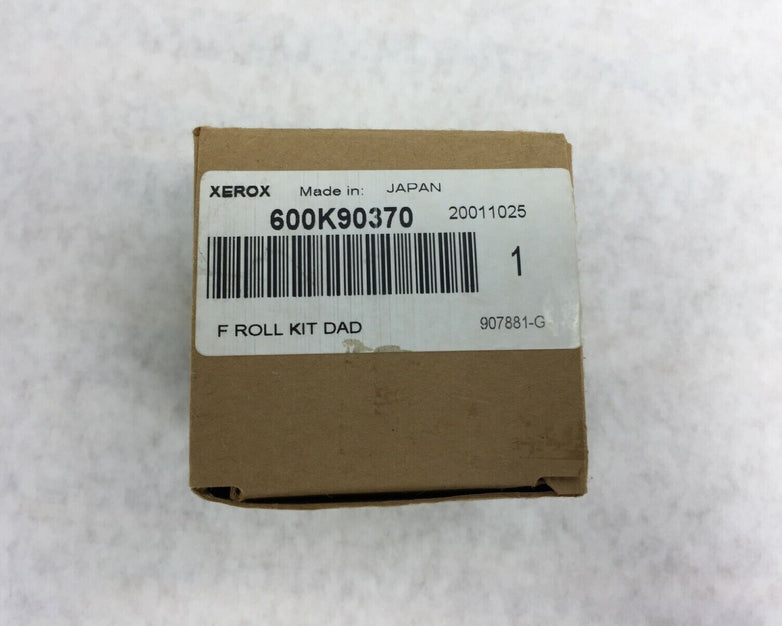 XEROX Made in: JAPAN
600K90370 20011025
1
F ROLL KIT DAD 907881-G